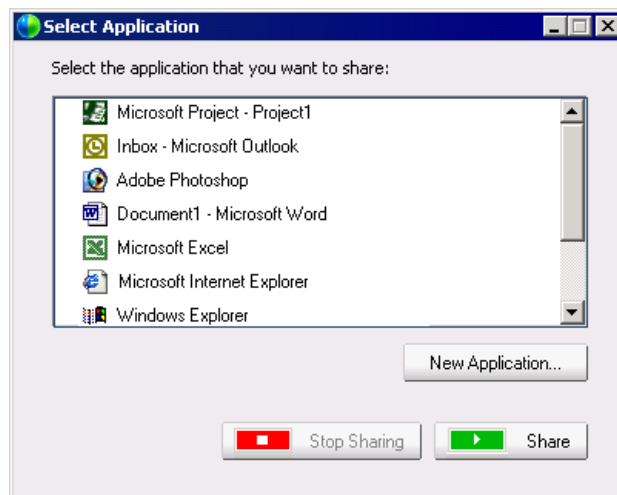 Select Application
Select the application that you want to share:
Microsoft Project - Project1
Inbox - Microsoft Outlook
Adobe Photoshop
Document1 - Microsoft Word
Microsoft Excel
Microsoft Internet Explorer
Windows Explorer
New Application...
Stop Sharing
Share